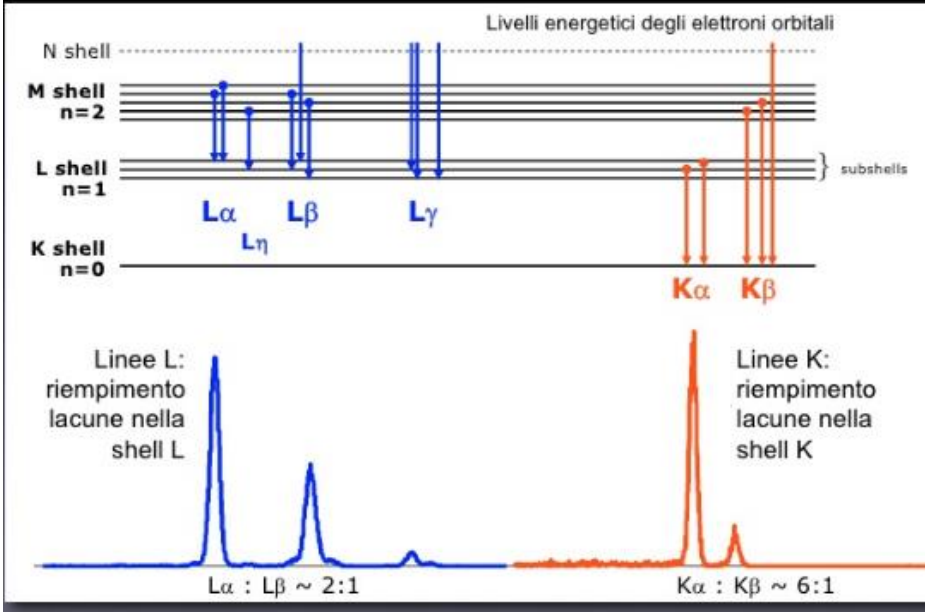 Livelli energetici degli elettroni orbitali
N shell
M shell
n=2
L shell
n=1
} subshells
Lα
Lβ
Lγ
Lη
K shell
n=0
Kα
Kβ
Linee L:
riempimento
lacune nella
shell L
Linee K:
riempimento
lacune nella
shell K
Lα : Lβ ~ 2:1
Kα : Kβ ~ 6:1